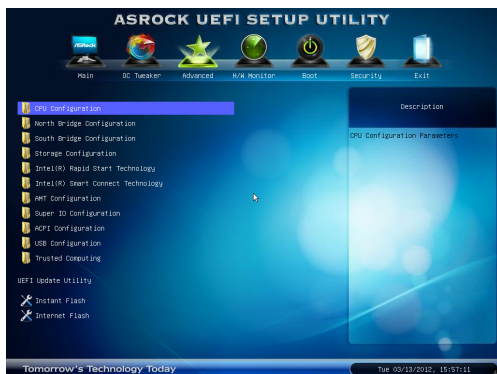 ASROCK UEFI SETUP UTILITY
ASRock
Main
OC Tweaker
Advanced
H/W Monitor
Boot
Security
Exit
CPU Configuration
North Bridge Configuration
South Bridge Configuration
Storage Configuration
Intel(R) Rapid Start Technology
Intel(R) Smart Connect Technology
AMT Configuration
Super IO Configuration
ACPI Configuration
USB Configuration
Trusted Computing
UEFI Update Utility
Instant Flash
Internet Flash
Description
CPU Configuration Parameters
Tomorrow's Technology Today
Tue 03/13/2012, 15:57:11